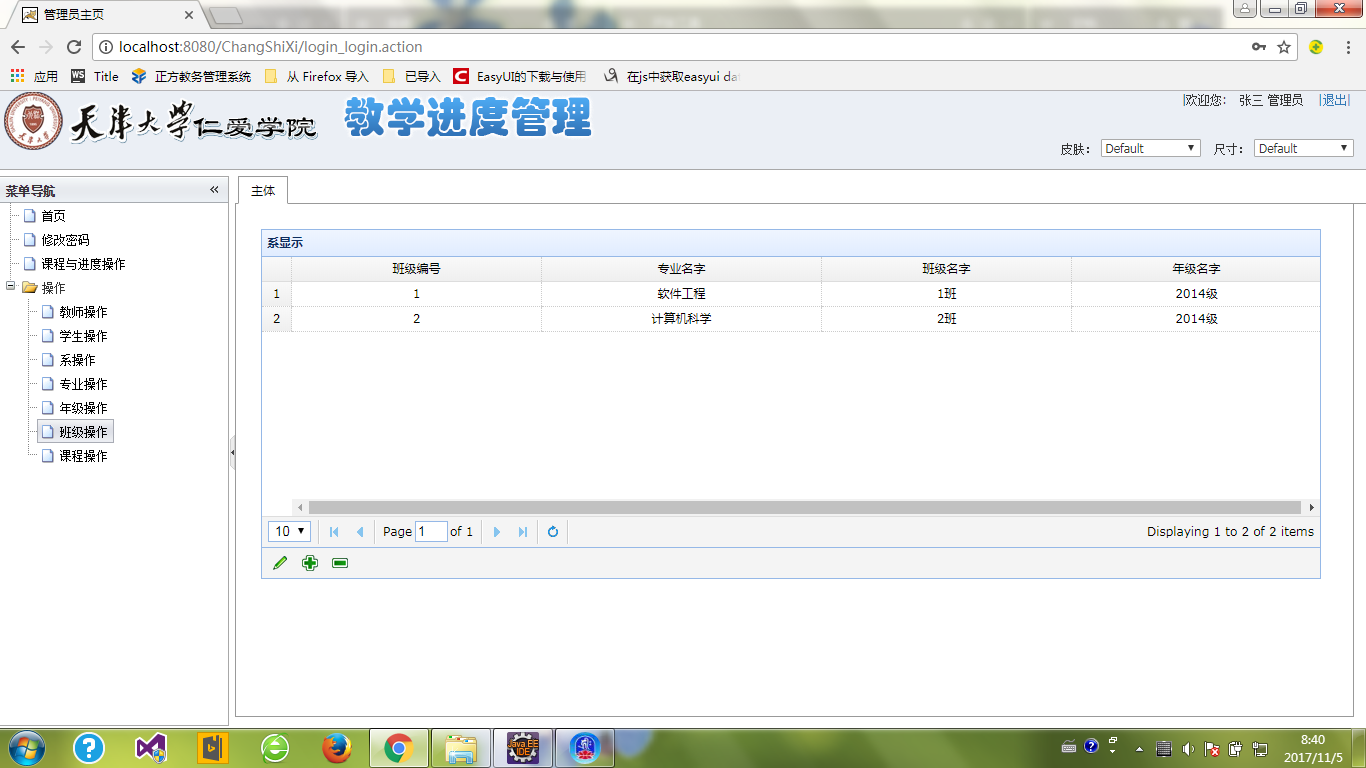 管理员主页
localhost:8080/ChangShiXi/login_login.action
应用 WS Title 正方教务管理系统 从 Firefox 导入 已导入 C EasyUI的下载与使用 在js中获取easyui da
天津大学仁爱学院 教学进度管理
|欢迎您： 张三 管理员 |退出|
皮肤： Default 尺寸： Default
菜单导航
主体
首页
修改密码
课程与进度操作
操作
教师操作
学生操作
系操作
专业操作
年级操作
班级操作
课程操作
系显示
班级编号 专业名字 班级名字 年级名字
1 1 软件工程 1班 2014级
2 2 计算机科学 2班 2014级
10 Page 1 of 1 Displaying 1 to 2 of 2 items
Java EE
IDE
8:40
2017/11/5